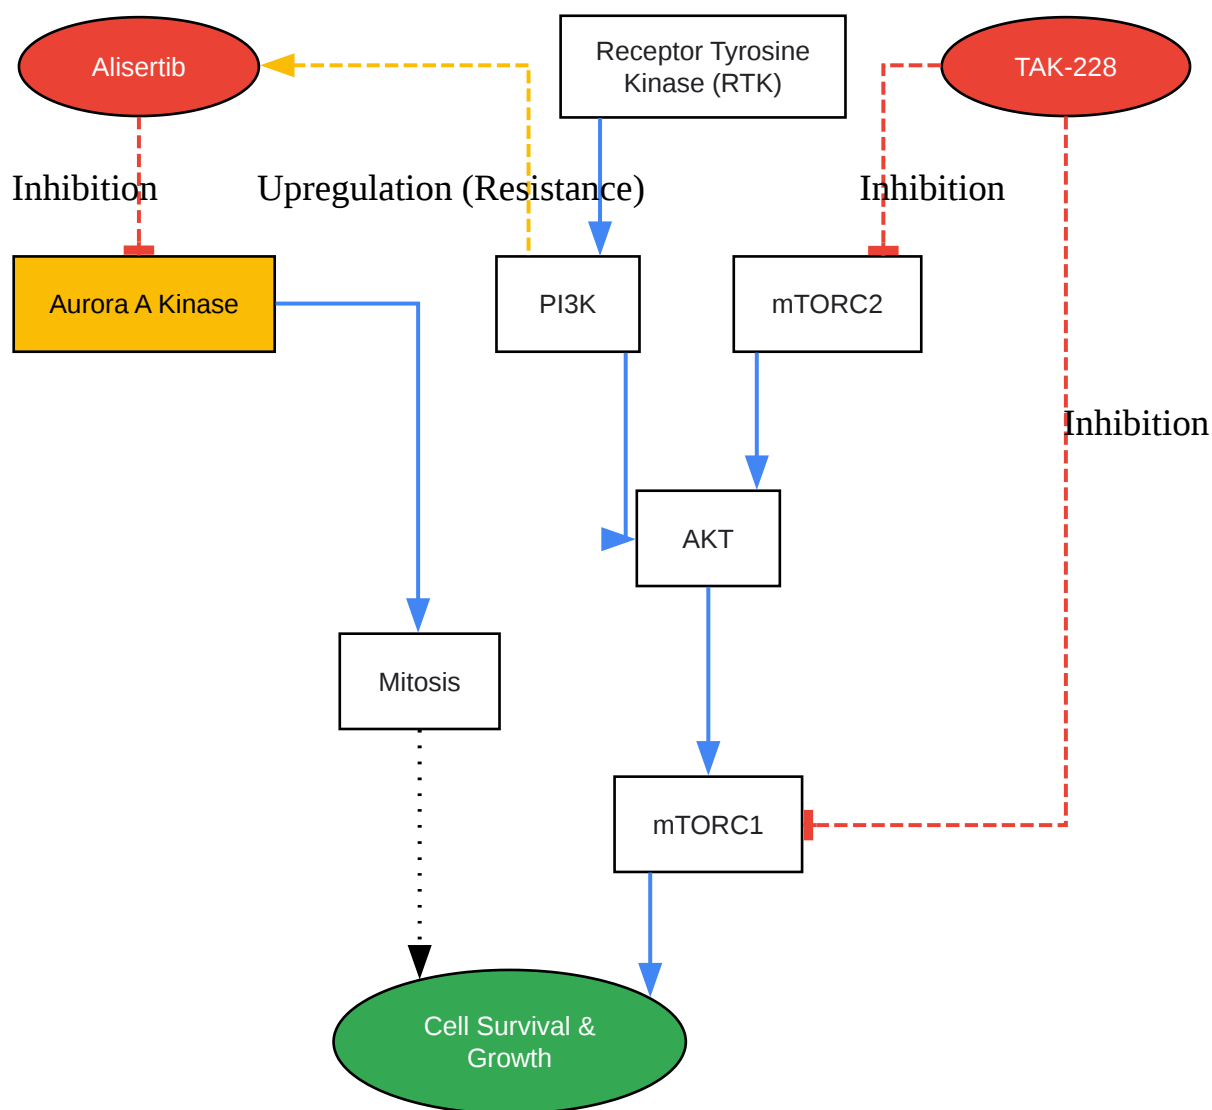 Alisertib
Receptor Tyrosine
Kinase (RTK)
TAK-228
Inhibition
Upregulation (Resistance)
Inhibition
Aurora A Kinase
PI3K
mTORC2
Inhibition
AKT
Mitosis
mTORC1
Cell Survival &
Growth